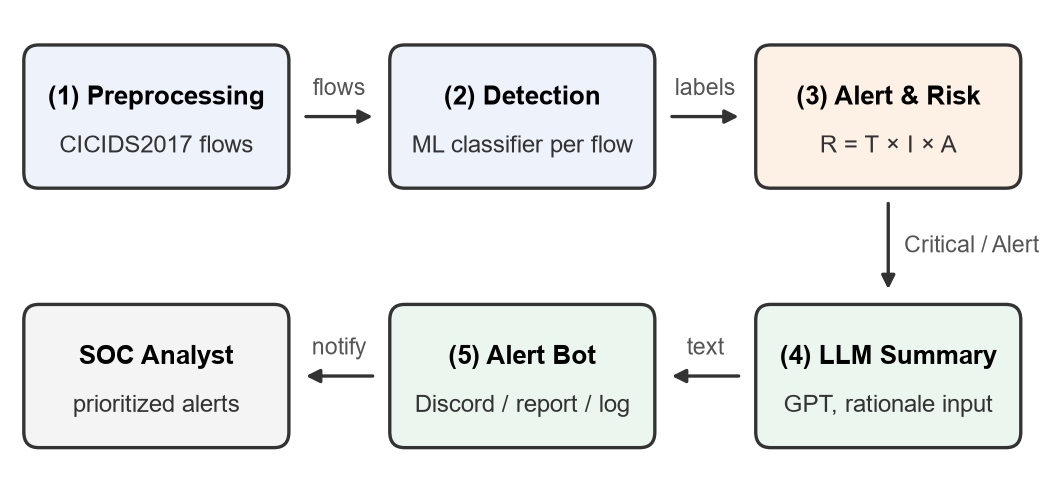 (1) Preprocessing
CICIDS2017 flows
flows
(2) Detection
ML classifier per flow
labels
(3) Alert & Risk
R = T × I × A
Critical / Alert
(4) LLM Summary
GPT, rationale input
text
(5) Alert Bot
Discord / report / log
notify
SOC Analyst
prioritized alerts